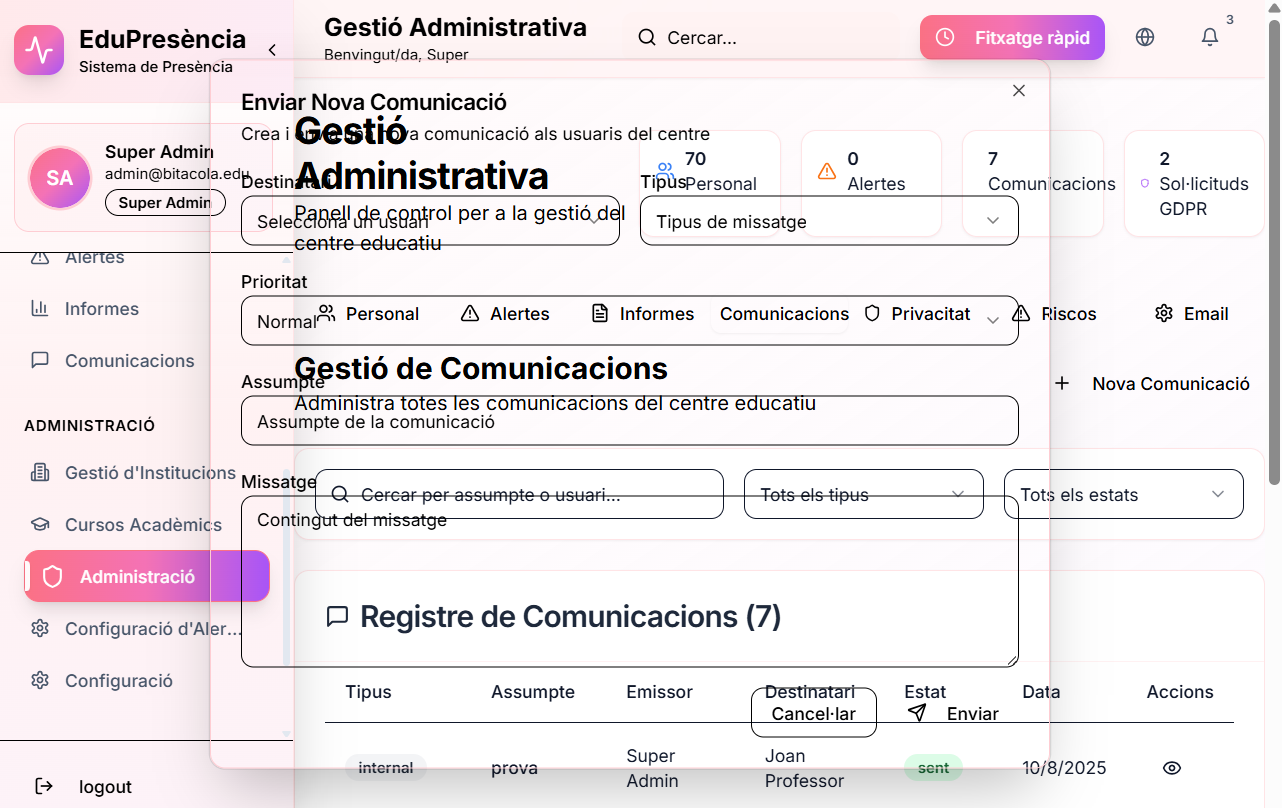 EduPresència
Sistema de Presència
Gestió Administrativa
Benvingut/da, Super
Cercar...
Fitxatge ràpid
3
SA
Super Admin
admin@bitacola.edu
Super Admin
Alertes
Informes
Comunicacions
ADMINISTRACIÓ
Gestió d'Institucions
Cursos Acadèmics
Administració
Configuració d'Aler...
Configuració
logout
Enviar Nova Comunicació
Crea i envia una nova comunicació als usuaris del centre
Destinatari
Selecciona un usuari
Tipus
Tipus de missatge
Prioritat
Normal
Assumpte
Assumpte de la comunicació
Missatge
Contingut del missatge
Cancel·lar
Enviar
Gestió
Administrativa
Panell de control per a la gestió del
centre educatiu
70
Personal
0
Alertes
7
Comunicacions
2
Sol·licituds
GDPR
Personal
Alertes
Informes
Comunicacions
Privacitat
Riscos
Email
Gestió de Comunicacions
Administra totes les comunicacions del centre educatiu
Nova Comunicació
Cercar per assumpte o usuari...
Tots els tipus
Tots els estats
Registre de Comunicacions (7)
Tipus Assumpte Emissor Destinatari Estat Data Accions
internal prova Super Admin Joan Professor sent 10/8/2025